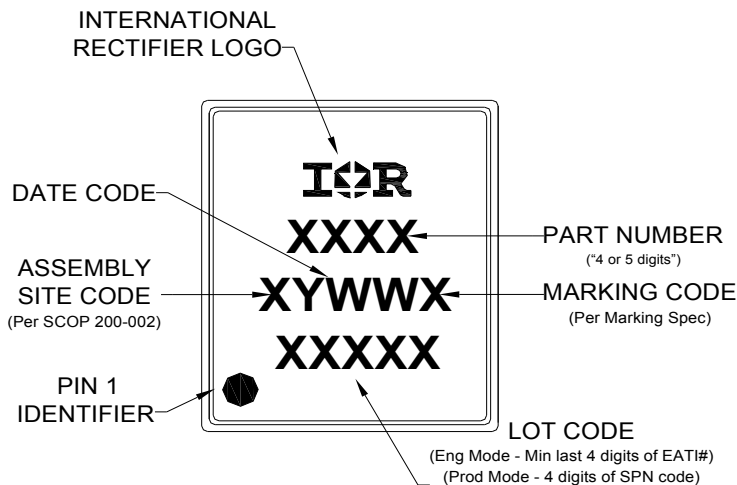 INTERNATIONAL
RECTIFIER LOGO
IOR
DATE CODE
XXXX
PART NUMBER
(“4 or 5 digits”)
ASSEMBLY
SITE CODE
(Per SCOP 200-002)
XYWWX
MARKING CODE
(Per Marking Spec)
XXXXX
PIN 1
IDENTIFIER
LOT CODE
(Eng Mode - Min last 4 digits of EATI#)
(Prod Mode - 4 digits of SPN code)